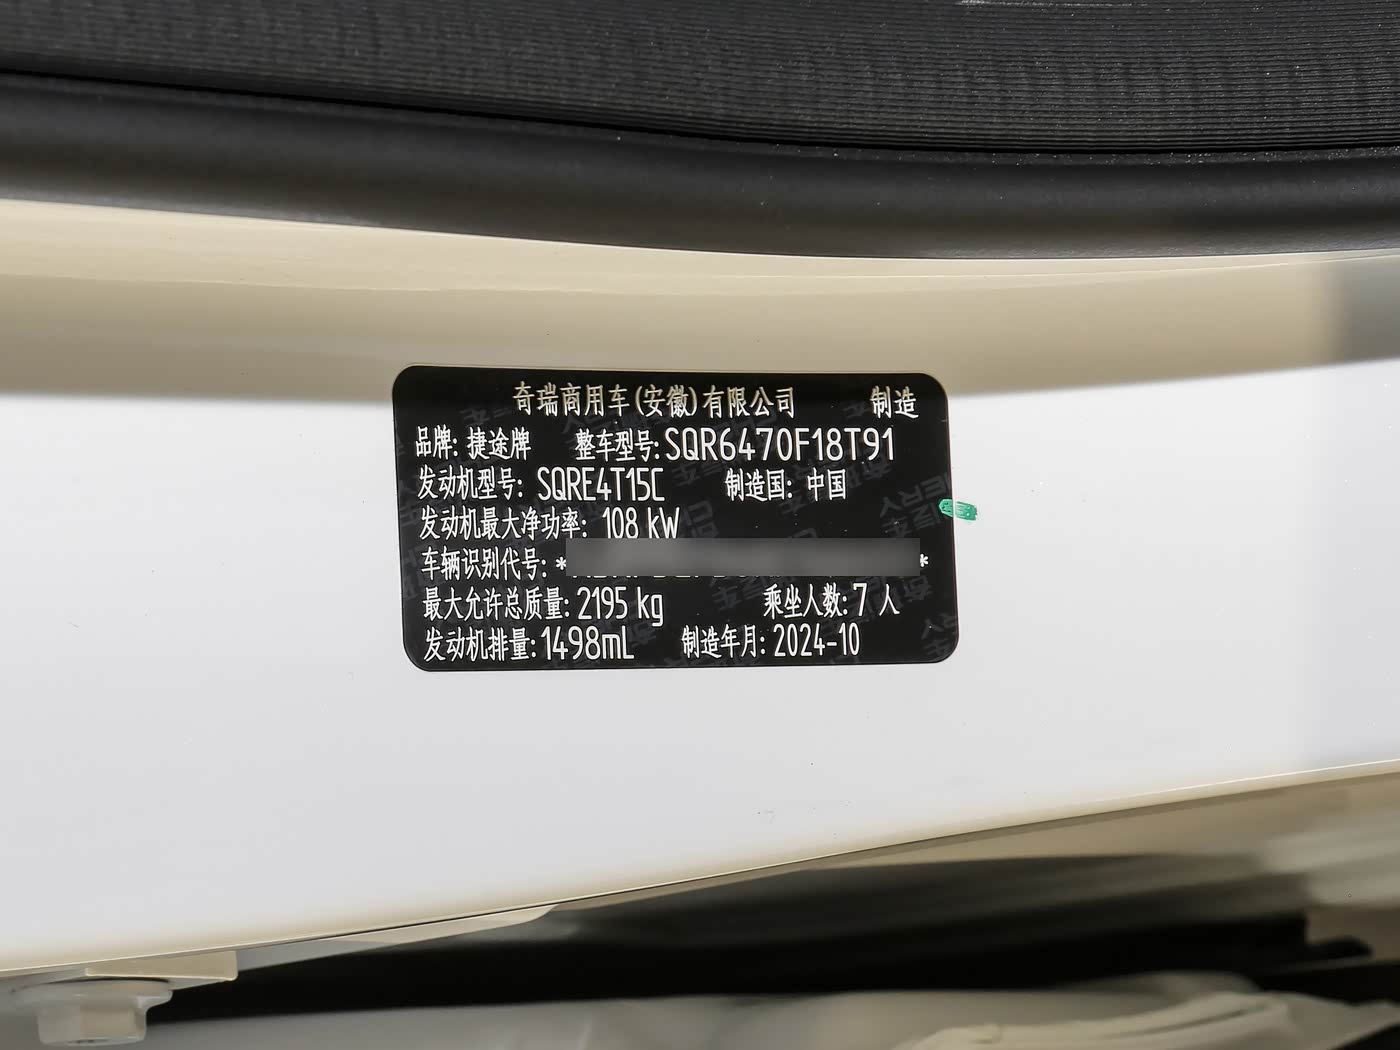 奇瑞商用车(安徽)有限公司 制造
品牌: 捷途牌 整车型号: SQR6470F18T91
发动机型号: SQRE4T15C 制造国: 中国
发动机最大净功率: 108 kW
车辆识别代号: * *
最大允许总质量: 2195 kg 乘坐人数: 7 人
发动机排量: 1498mL 制造年月: 2024-10